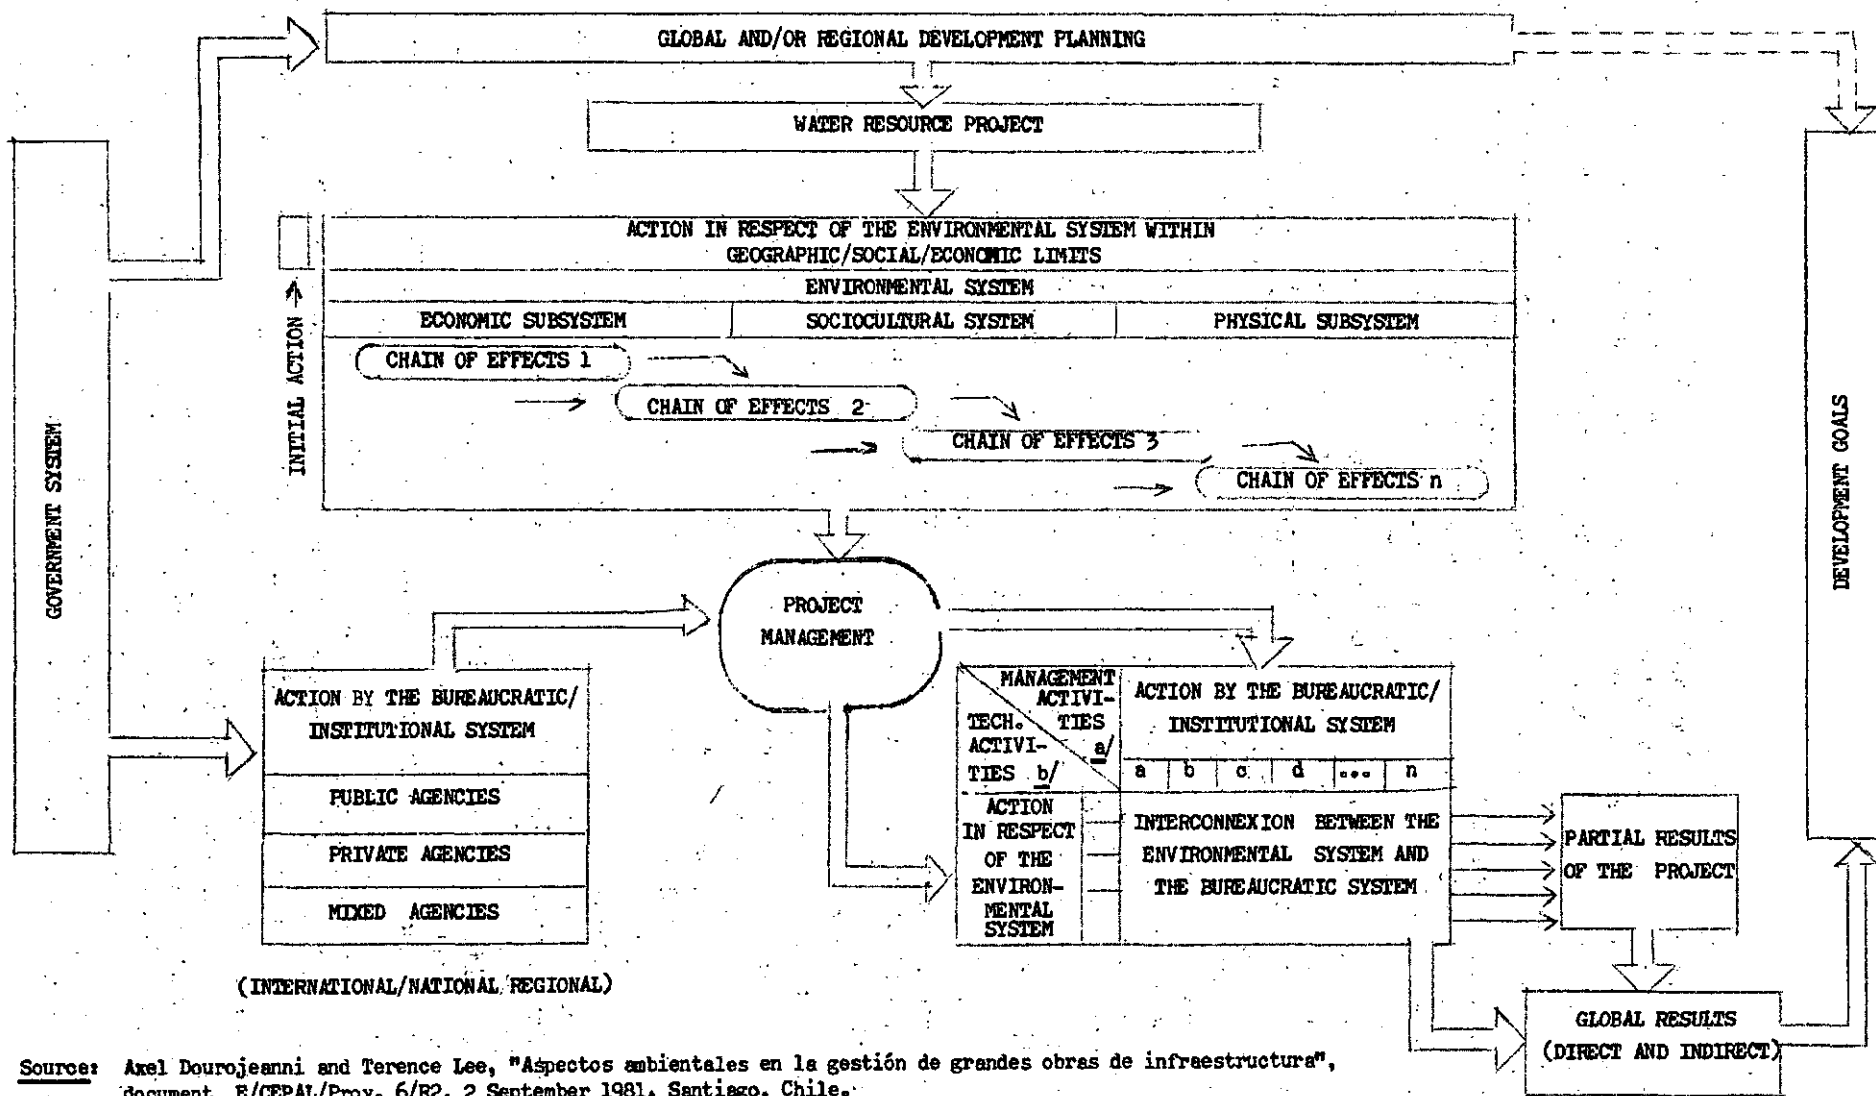 GLOBAL AND/OR REGIONAL DEVELOPMENT PLANNING
WATER RESOURCE PROJECT
ACTION IN RESPECT OF THE ENVIRONMENTAL SYSTEM WITHIN
GEOGRAPHIC/SOCIAL/ECONOMIC LIMITS
ENVIRONMENTAL SYSTEM
ECONOMIC SUBSYSTEM
SOCIOCULTURAL SYSTEM
PHYSICAL SUBSYSTEM
INITIAL ACTION
CHAIN OF EFFECTS 1
CHAIN OF EFFECTS 2
CHAIN OF EFFECTS 3
CHAIN OF EFFECTS n
GOVERNMENT SYSTEM
DEVELOPMENT GOALS
PROJECT
MANAGEMENT
ACTION BY THE BUREAUCRATIC/
INSTITUTIONAL SYSTEM
PUBLIC AGENCIES
PRIVATE AGENCIES
MIXED AGENCIES
(INTERNATIONAL/NATIONAL REGIONAL)
MANAGEMENT
ACTIVI-
TIES
a/
TECH.
ACTIVI-
TIES b/
ACTION BY THE BUREAUCRATIC/
INSTITUTIONAL SYSTEM
a b c d ... n
ACTION
IN RESPECT
OF THE
ENVIRON-
MENTAL
SYSTEM
INTERCONNEXION BETWEEN THE
ENVIRONMENTAL SYSTEM AND
THE BUREAUCRATIC SYSTEM
PARTIAL RESULTS
OF THE PROJECT
GLOBAL RESULTS
(DIRECT AND INDIRECT)
Source: Axel Dourojeanni and Terence Lee, "Aspectos ambientales en la gestión de grandes obras de infraestructura",
document E/CEPAL/Proy. 6/R2, 2 September 1981, Santiago, Chile.